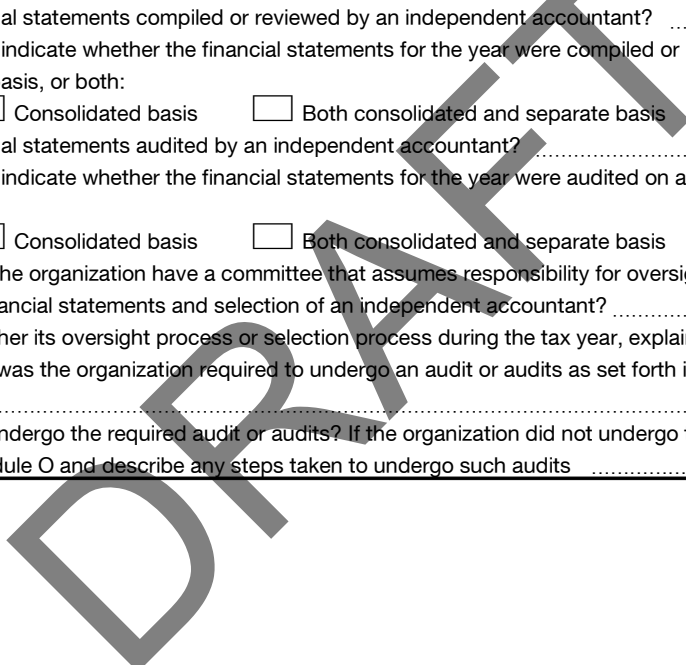 al statements compiled or reviewed by an independent accountant?
indicate whether the financial statements for the year were compiled or
asis, or both:
Consolidated basis Both consolidated and separate basis
al statements audited by an independent accountant?
indicate whether the financial statements for the year were audited on a
Consolidated basis Both consolidated and separate basis
he organization have a committee that assumes responsibility for oversig
ancial statements and selection of an independent accountant?
her its oversight process or selection process during the tax year, explai
was the organization required to undergo an audit or audits as set forth i
ndergo the required audit or audits? If the organization did not undergo
dule O and describe any steps taken to undergo such audits
DRAFT